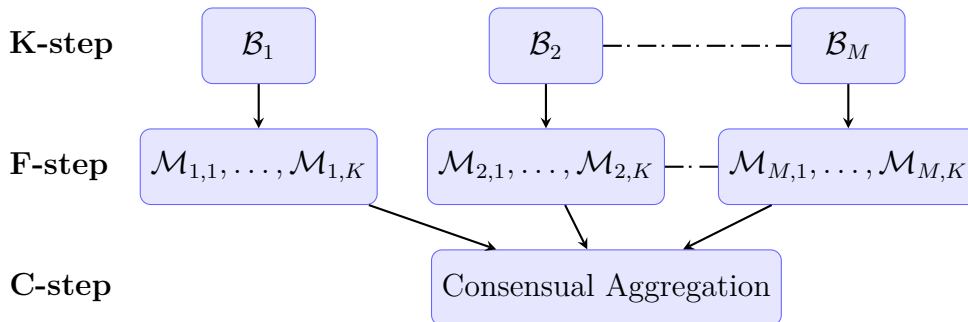 K-step ℬ₁ ℬ₂ ℬ_M
F-step ℳ₁,₁, …, ℳ₁,K ℳ₂,₁, …, ℳ₂,K ℳ_M,₁, …, ℳ_M,K
C-step Consensual Aggregation